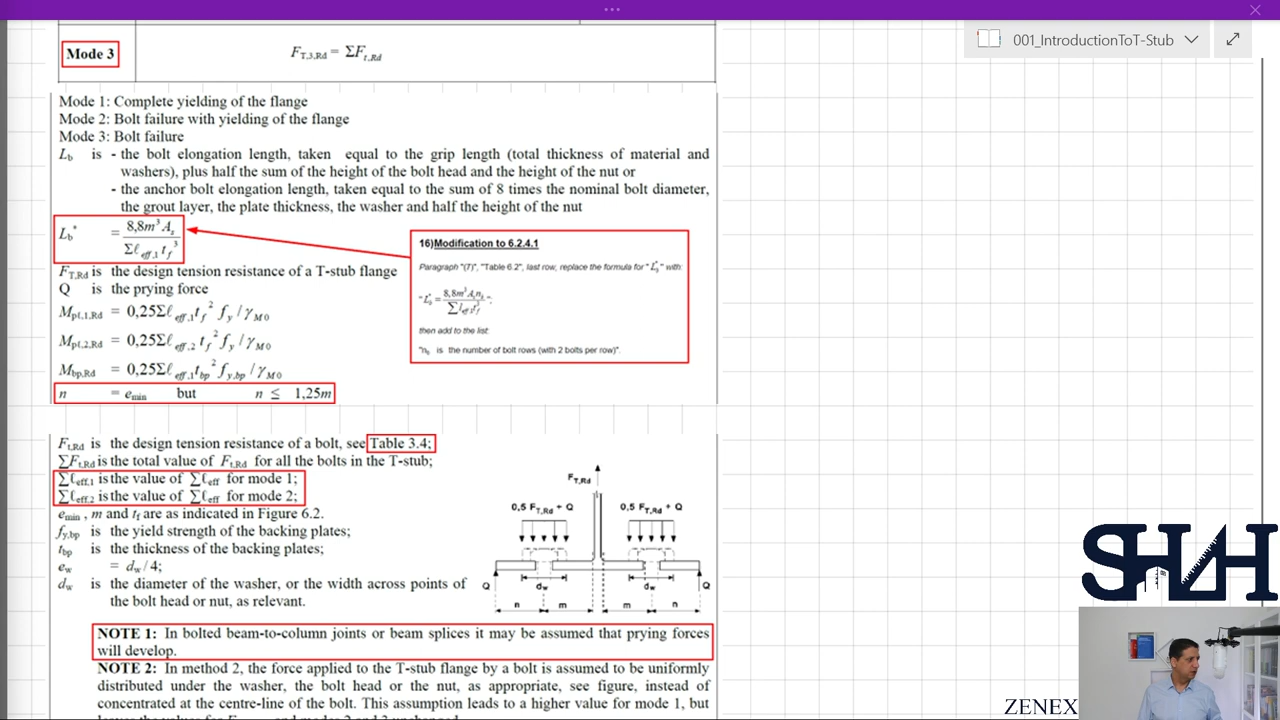 001_IntroductionToT-Stub
Mode 3
F_T,3,Rd = ΣF_t,Rd
Mode 1: Complete yielding of the flange
Mode 2: Bolt failure with yielding of the flange
Mode 3: Bolt failure
L_b is - the bolt elongation length, taken equal to the grip length (total thickness of material and
washers), plus half the sum of the height of the bolt head and the height of the nut or
- the anchor bolt elongation length, taken equal to the sum of 8 times the nominal bolt diameter,
the grout layer, the plate thickness, the washer and half the height of the nut
L_b* = 8,8m³ A_s / Σℓ_eff,1 t_f³
16)Modification to 6.2.4.1
Paragraph "(7)", "Table 6.2", last row, replace the formula for "L_b*" with:
"L_b* = 8,8m³A_s n_b / Σl_eff,1 t_f³".
then add to the list:
"n_b is the number of bolt rows (with 2 bolts per row)".
F_T,Rd is the design tension resistance of a T-stub flange
Q is the prying force
M_pl,1,Rd = 0,25Σℓ_eff,1 t_f² f_y / γ_M0
M_pl,2,Rd = 0,25Σℓ_eff,2 t_f² f_y / γ_M0
M_bp,Rd = 0,25Σℓ_eff,1 t_bp² f_y,bp / γ_M0
n = e_min but n ≤ 1,25m
F_t,Rd is the design tension resistance of a bolt, see Table 3.4;
ΣF_t,Rd is the total value of F_t,Rd for all the bolts in the T-stub;
Σℓ_eff,1 is the value of Σℓ_eff for mode 1;
Σℓ_eff,2 is the value of Σℓ_eff for mode 2;
e_min, m and t_f are as indicated in Figure 6.2.
f_y,bp is the yield strength of the backing plates;
t_bp is the thickness of the backing plates;
e_w = d_w / 4;
d_w is the diameter of the washer, or the width across points of
the bolt head or nut, as relevant.
F_T,Rd
0,5 F_T,Rd + Q 0,5 F_T,Rd + Q
Q d_w d_w Q
n m m n
NOTE 1: In bolted beam-to-column joints or beam splices it may be assumed that prying forces
will develop.
NOTE 2: In method 2, the force applied to the T-stub flange by a bolt is assumed to be uniformly
distributed under the washer, the bolt head or the nut, as appropriate, see figure, instead of
concentrated at the centre-line of the bolt. This assumption leads to a higher value for mode 1, but
ZENEX